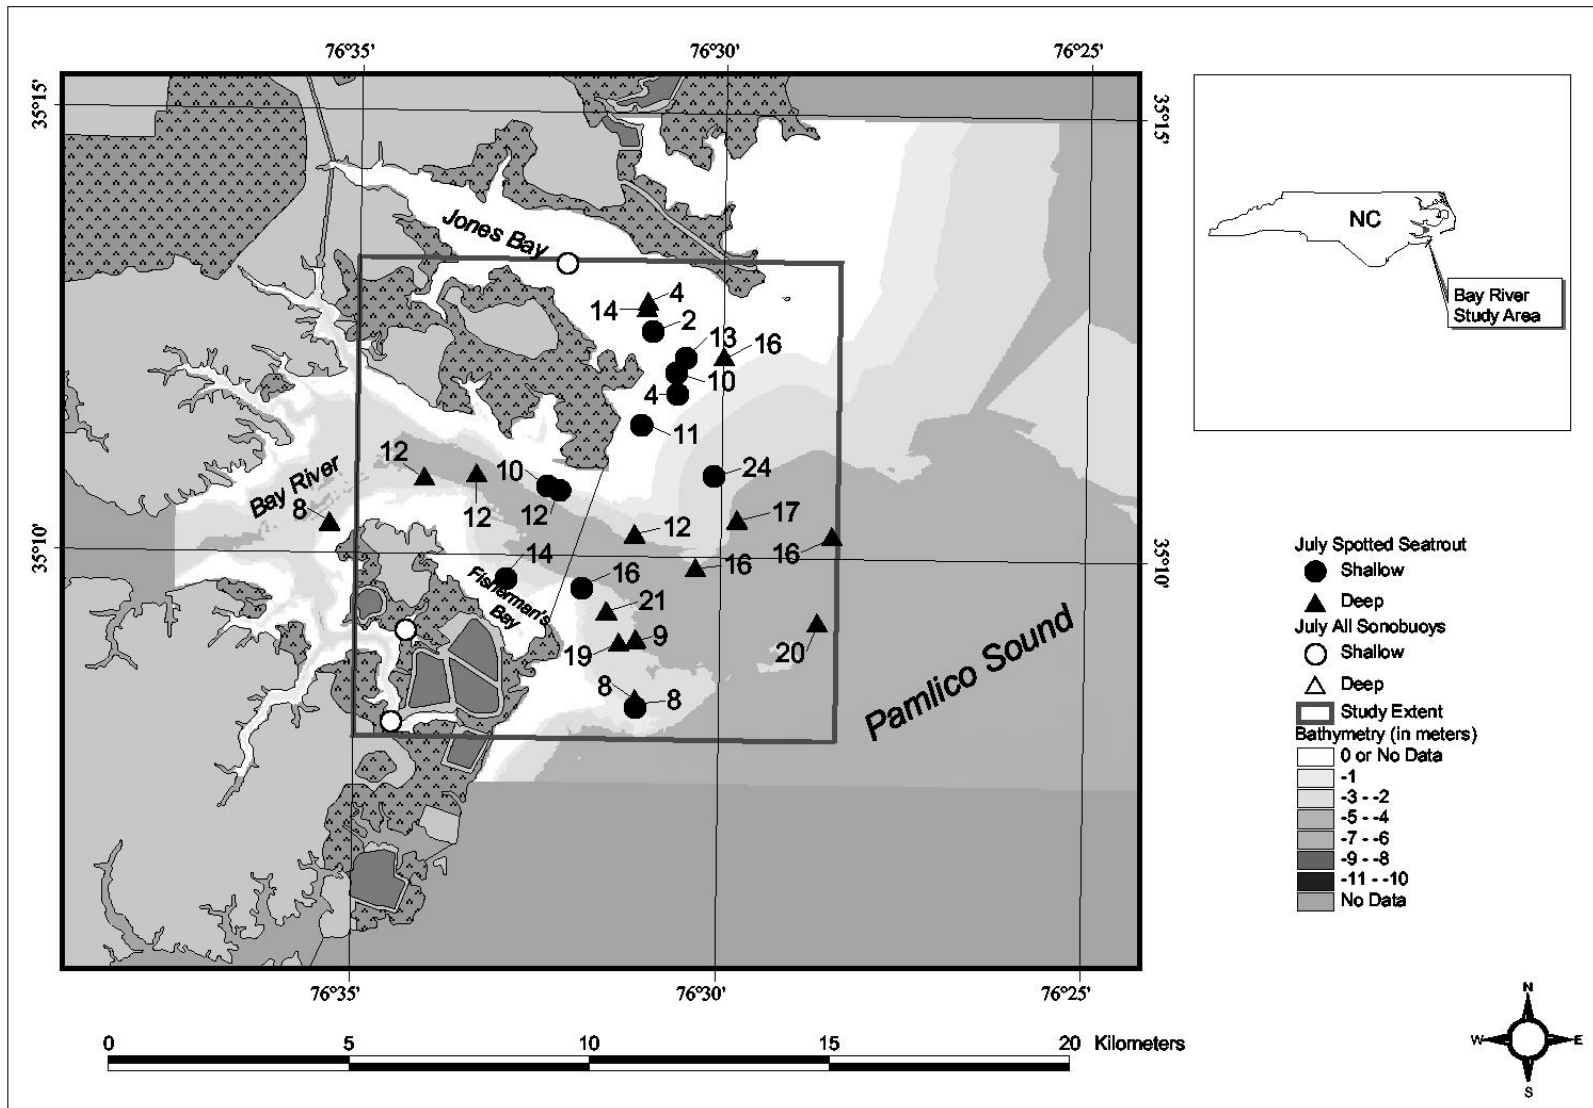 76°35'
76°30'
76°25'
35°15'
35°15'
Jones Bay
NC
Bay River
Study Area
4
14
2
13
16
10
4
11
12
10
24
Bay River
8
12
12
12
17
16
35°10'
35°10'
14
16
16
Fisherman's
Bay
21
19
9
20
8
8
Pamlico Sound
July Spotted Seatrout
Shallow
Deep
July All Sonobuoys
Shallow
Deep
Study Extent
Bathymetry (in meters)
0 or No Data
-1
-3 - -2
-5 - -4
-7 - -6
-9 - -8
-11 - -10
No Data
76°35'
76°30'
76°25'
0
5
10
15
20 Kilometers
N
W
E
S